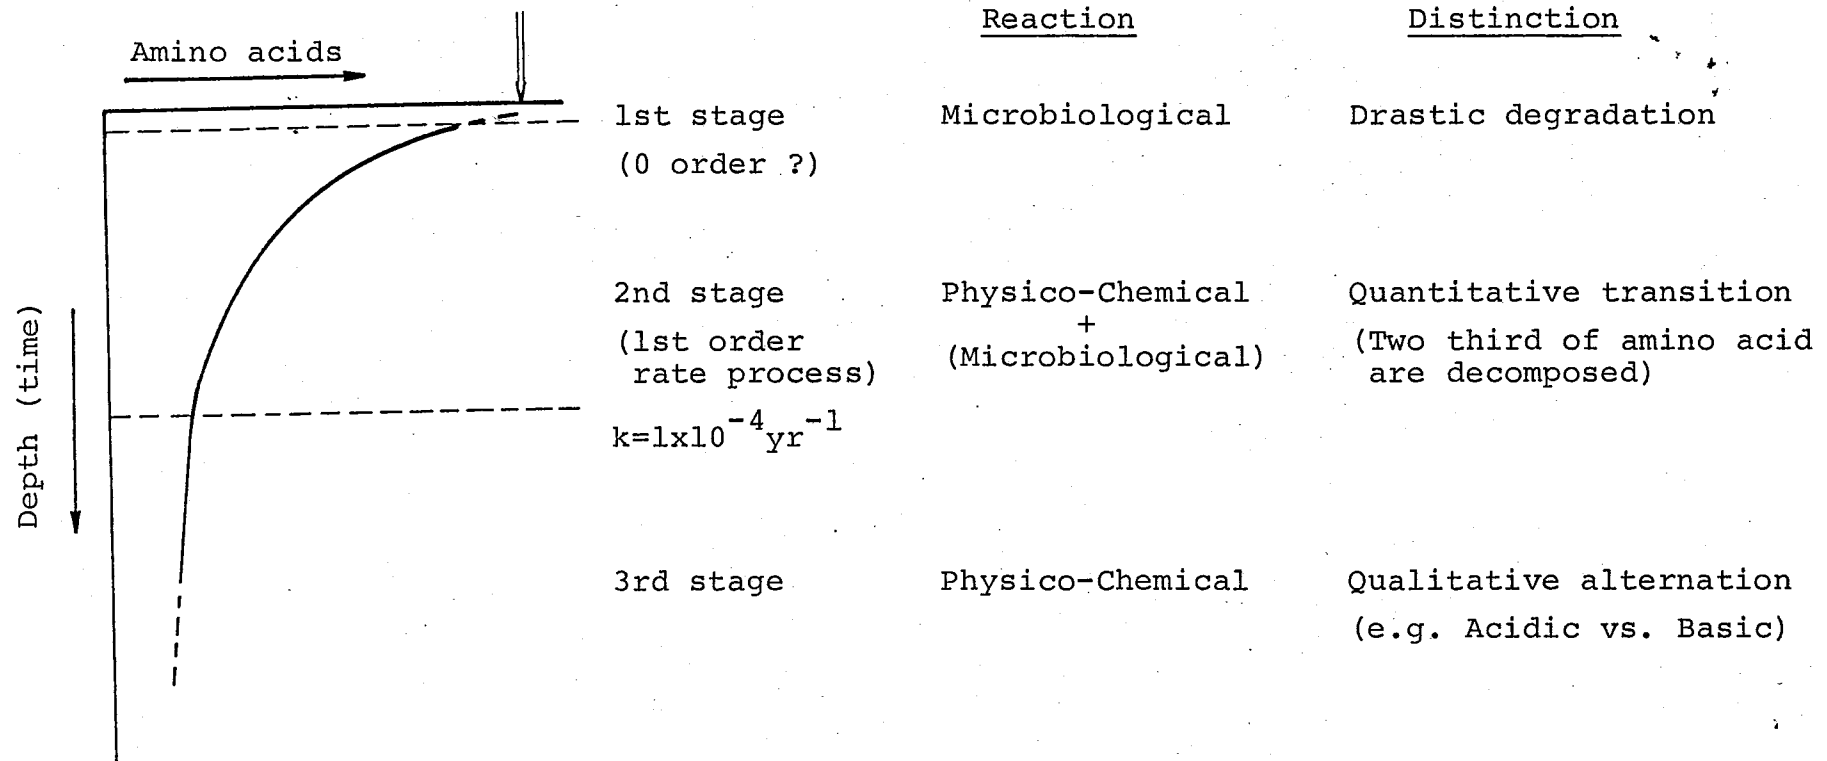 Reaction
Distinction
Amino acids
1st stage
Microbiological
Drastic degradation
(0 order ?)
2nd stage
Physico-Chemical
Quantitative transition
(1st order
+
(Two third of amino acid
rate process)
(Microbiological)
are decomposed)
k=1x10⁻⁴yr⁻¹
Depth (time)
3rd stage
Physico-Chemical
Qualitative alternation
(e.g. Acidic vs. Basic)